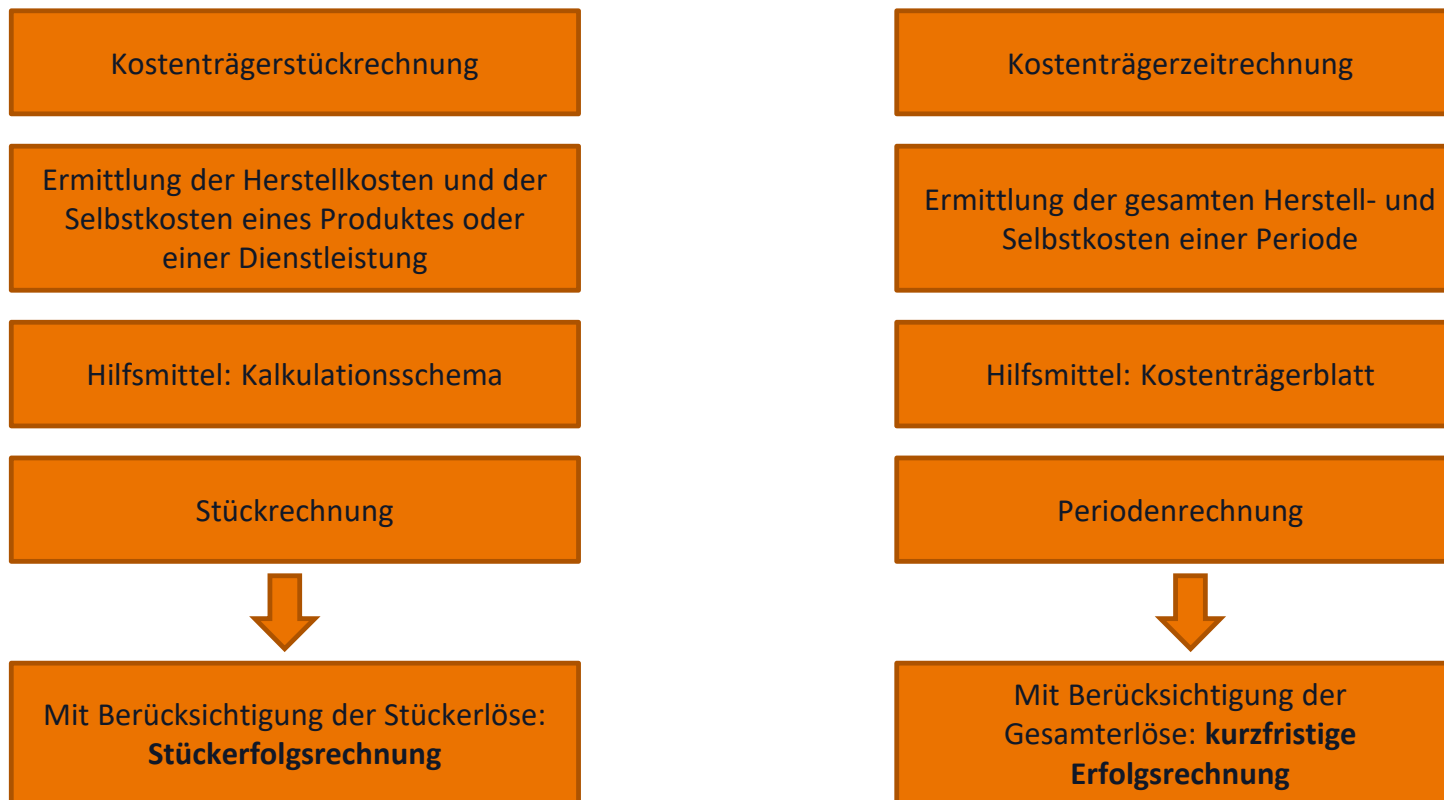 Kostenträgerstückrechnung
Ermittlung der Herstellkosten und der
Selbstkosten eines Produktes oder
einer Dienstleistung
Hilfsmittel: Kalkulationsschema
Stückrechnung
Mit Berücksichtigung der Stückerlöse:
Stückerfolgsrechnung
Kostenträgerzeitrechnung
Ermittlung der gesamten Herstell- und
Selbstkosten einer Periode
Hilfsmittel: Kostenträgerblatt
Periodenrechnung
Mit Berücksichtigung der
Gesamterlöse: kurzfristige
Erfolgsrechnung